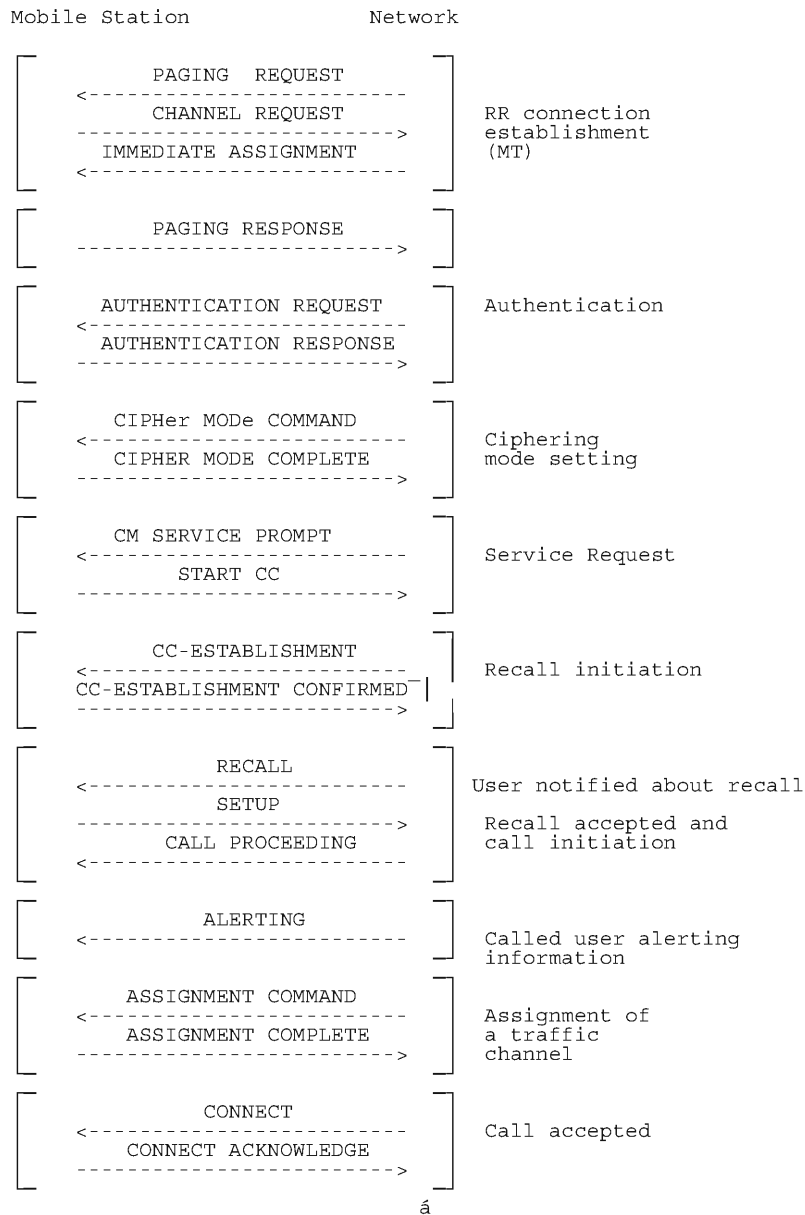 Mobile Station Network
PAGING REQUEST
<---------------------------
CHANNEL REQUEST RR connection
--------------------------> establishment
IMMEDIATE ASSIGNMENT (MT)
<---------------------------
PAGING RESPONSE
-------------------------->
AUTHENTICATION REQUEST Authentication
<---------------------------
AUTHENTICATION RESPONSE
-------------------------->
CIPHer MODe COMMAND
<--------------------------- Ciphering
CIPHER MODE COMPLETE mode setting
-------------------------->
CM SERVICE PROMPT
<--------------------------- Service Request
START CC
-------------------------->
CC-ESTABLISHMENT
<--------------------------- Recall initiation
CC-ESTABLISHMENT CONFIRMED
-------------------------->
RECALL
<--------------------------- User notified about recall
SETUP
--------------------------> Recall accepted and
CALL PROCEEDING call initiation
<---------------------------
ALERTING
<--------------------------- Called user alerting
information
ASSIGNMENT COMMAND
<--------------------------- Assignment of
ASSIGNMENT COMPLETE a traffic
--------------------------> channel
CONNECT
<--------------------------- Call accepted
CONNECT ACKNOWLEDGE
-------------------------->
á